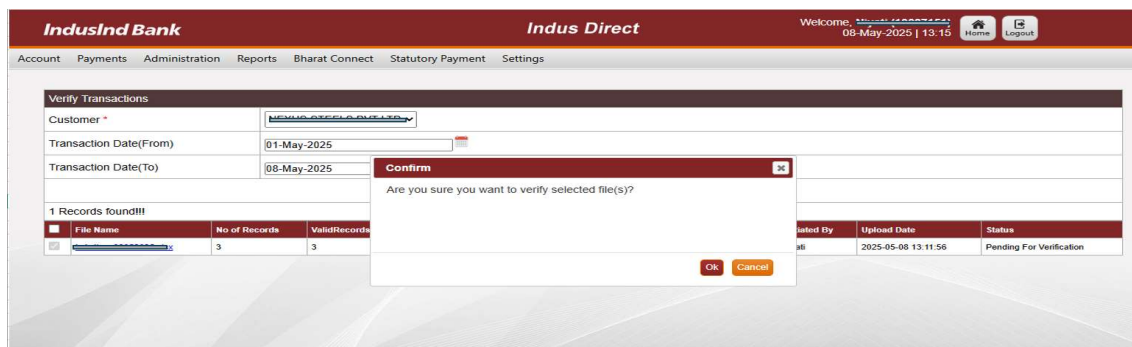 IndusInd Bank
Indus Direct
Welcome,
08-May-2025 | 13:15
Home
Logout
Account Payments Administration Reports Bharat Connect Statutory Payment Settings
Verify Transactions
Customer *
Transaction Date(From) 01-May-2025
Transaction Date(To) 08-May-2025
Confirm
Are you sure you want to verify selected file(s)?
Ok Cancel
1 Records found!!!
File Name No of Records ValidRecords By Upload Date Status
3 3 2025-05-08 13:11:56 Pending For Verification